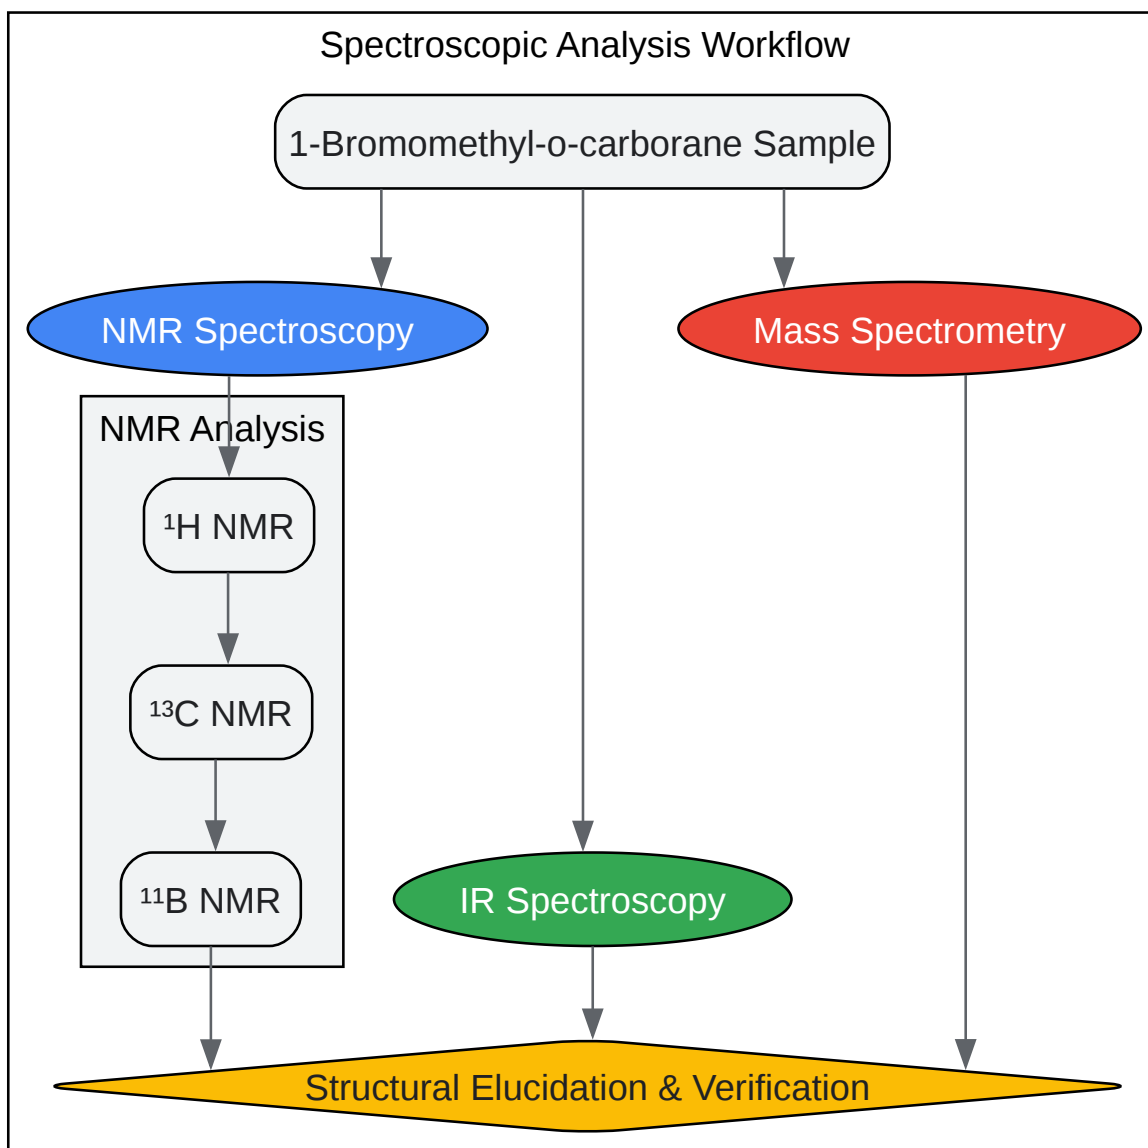 Spectroscopic Analysis Workflow
1-Bromomethyl-o-carborane Sample
NMR Spectroscopy
Mass Spectrometry
NMR Analysis
¹H NMR
¹³C NMR
¹¹B NMR
IR Spectroscopy
Structural Elucidation & Verification